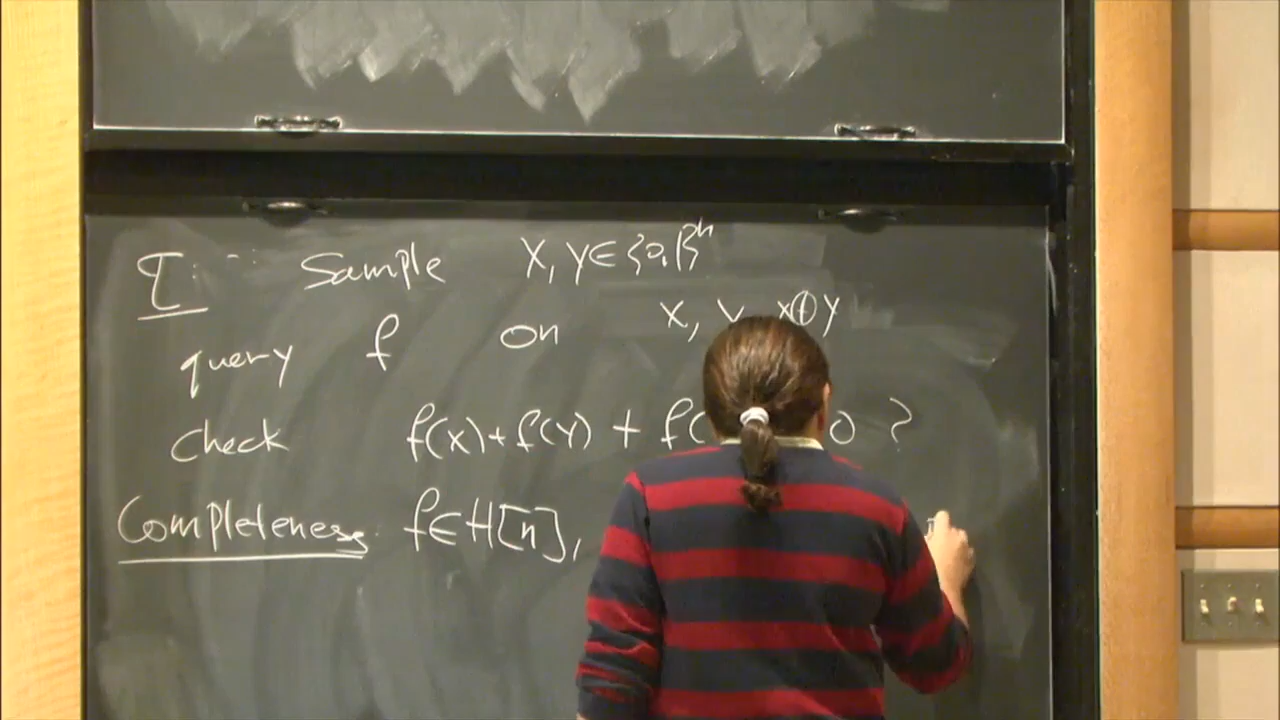 T: Sample X, Y ∈ {0,1}^n
query f on X, Y, X⊕Y
check f(X)+f(Y) + f( 0 ?
Completeness: f∈H[n],